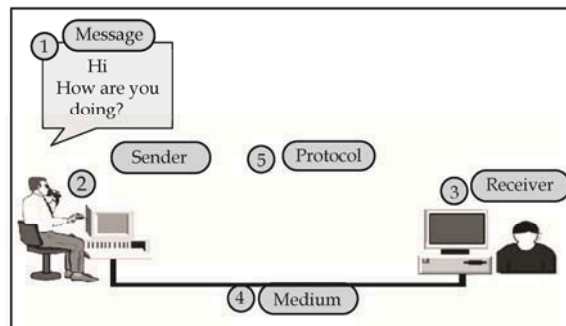 1 Message
Hi
How are you
doing?
2 Sender
5 Protocol
3 Receiver
4 Medium